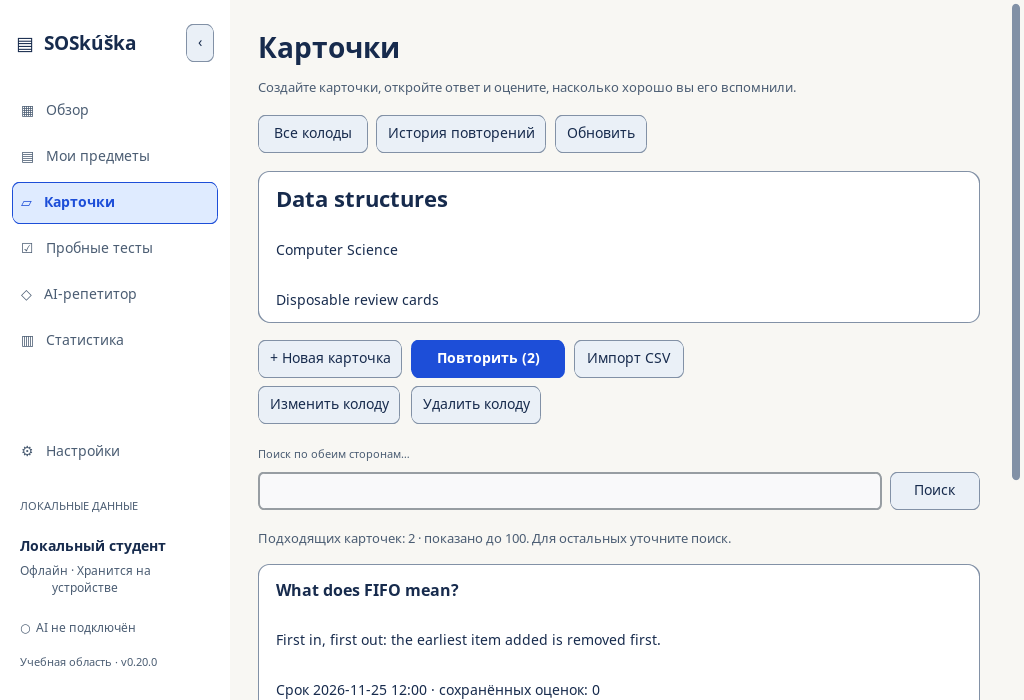 SOSkúška
‹
Обзор
Мои предметы
Карточки
Пробные тесты
AI-репетитор
Статистика
Настройки
ЛОКАЛЬНЫЕ ДАННЫЕ
Локальный студент
Офлайн · Хранится на
устройстве
AI не подключён
Учебная область · v0.20.0
Карточки
Создайте карточки, откройте ответ и оцените, насколько хорошо вы его вспомнили.
Все колоды История повторений Обновить
Data structures
Computer Science
Disposable review cards
+ Новая карточка Повторить (2) Импорт CSV
Изменить колоду Удалить колоду
Поиск по обеим сторонам...
Поиск
Подходящих карточек: 2 · показано до 100. Для остальных уточните поиск.
What does FIFO mean?
First in, first out: the earliest item added is removed first.
Срок 2026-11-25 12:00 · сохранённых оценок: 0